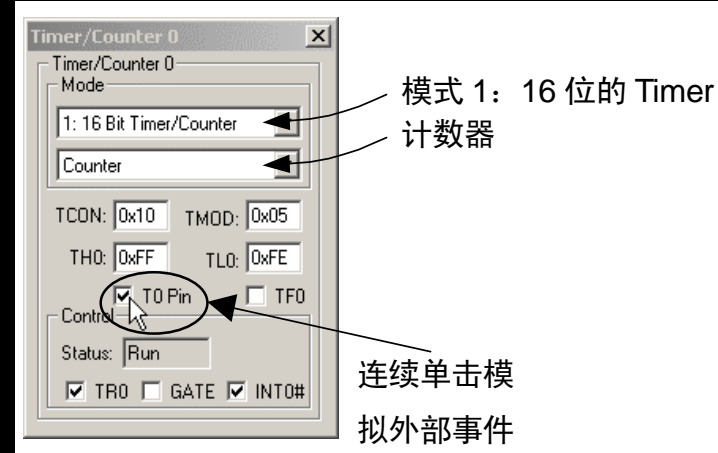 Timer/Counter 0
Timer/Counter 0
Mode
1: 16 Bit Timer/Counter
模式 1：16 位的 Timer
Counter
计数器
TCON: 0x10 TMOD: 0x05
TH0: 0xFF TL0: 0xFE
T0 Pin TF0
Control
Status: Run
连续单击模
TR0 GATE INT0#
拟外部事件